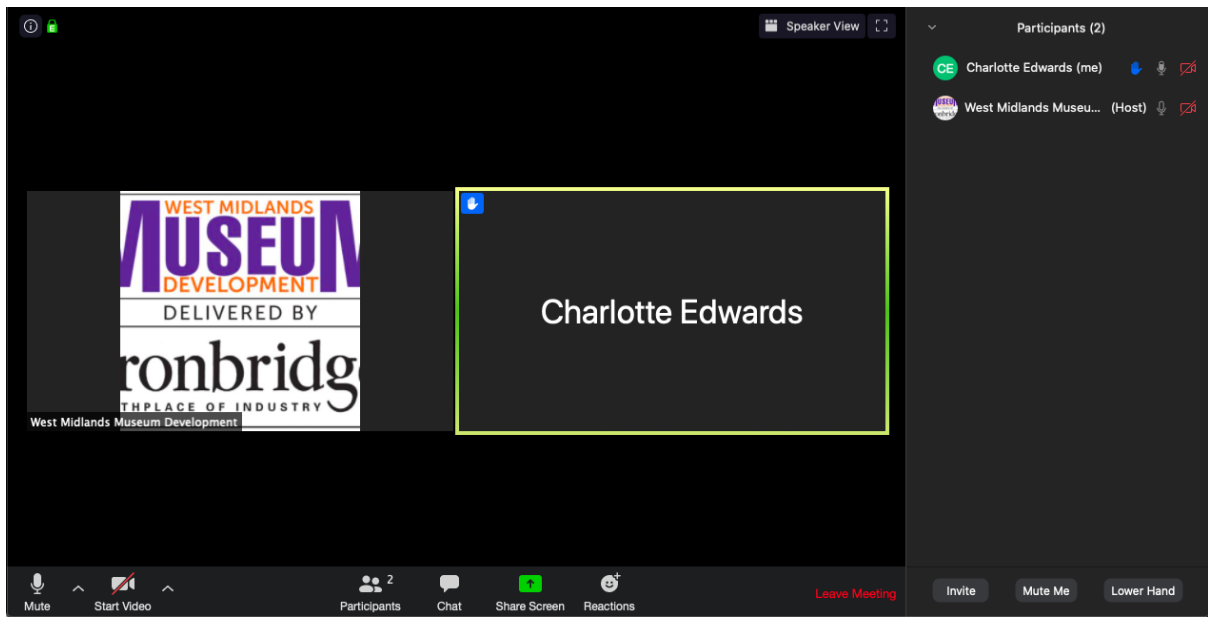 E
Speaker View
Participants (2)
CE Charlotte Edwards (me)
West Midlands Museu... (Host)
WEST MIDLANDS
MUSEUM
DEVELOPMENT
DELIVERED BY
ronbridg
THPLACE OF INDUSTRY
West Midlands Museum Development
Charlotte Edwards
Mute
Start Video
2
Participants
Chat
Share Screen
Reactions
Leave Meeting
Invite
Mute Me
Lower Hand